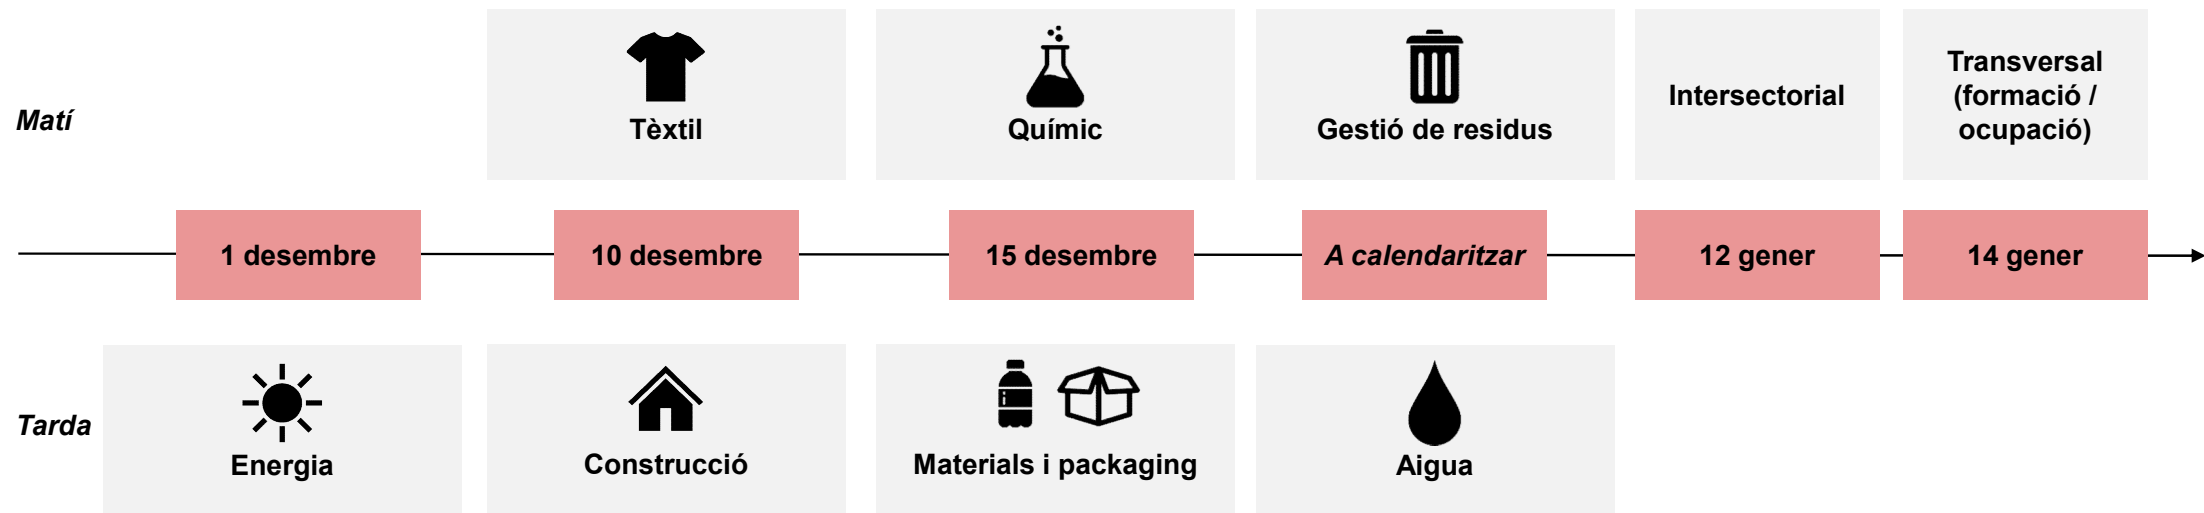 Matí
Tèxtil
Químic
Gestió de residus
Intersectorial
Transversal
(formació /
ocupació)
1 desembre
10 desembre
15 desembre
A calendaritzar
12 gener
14 gener
Tarda
Energia
Construcció
Materials i packaging
Aigua